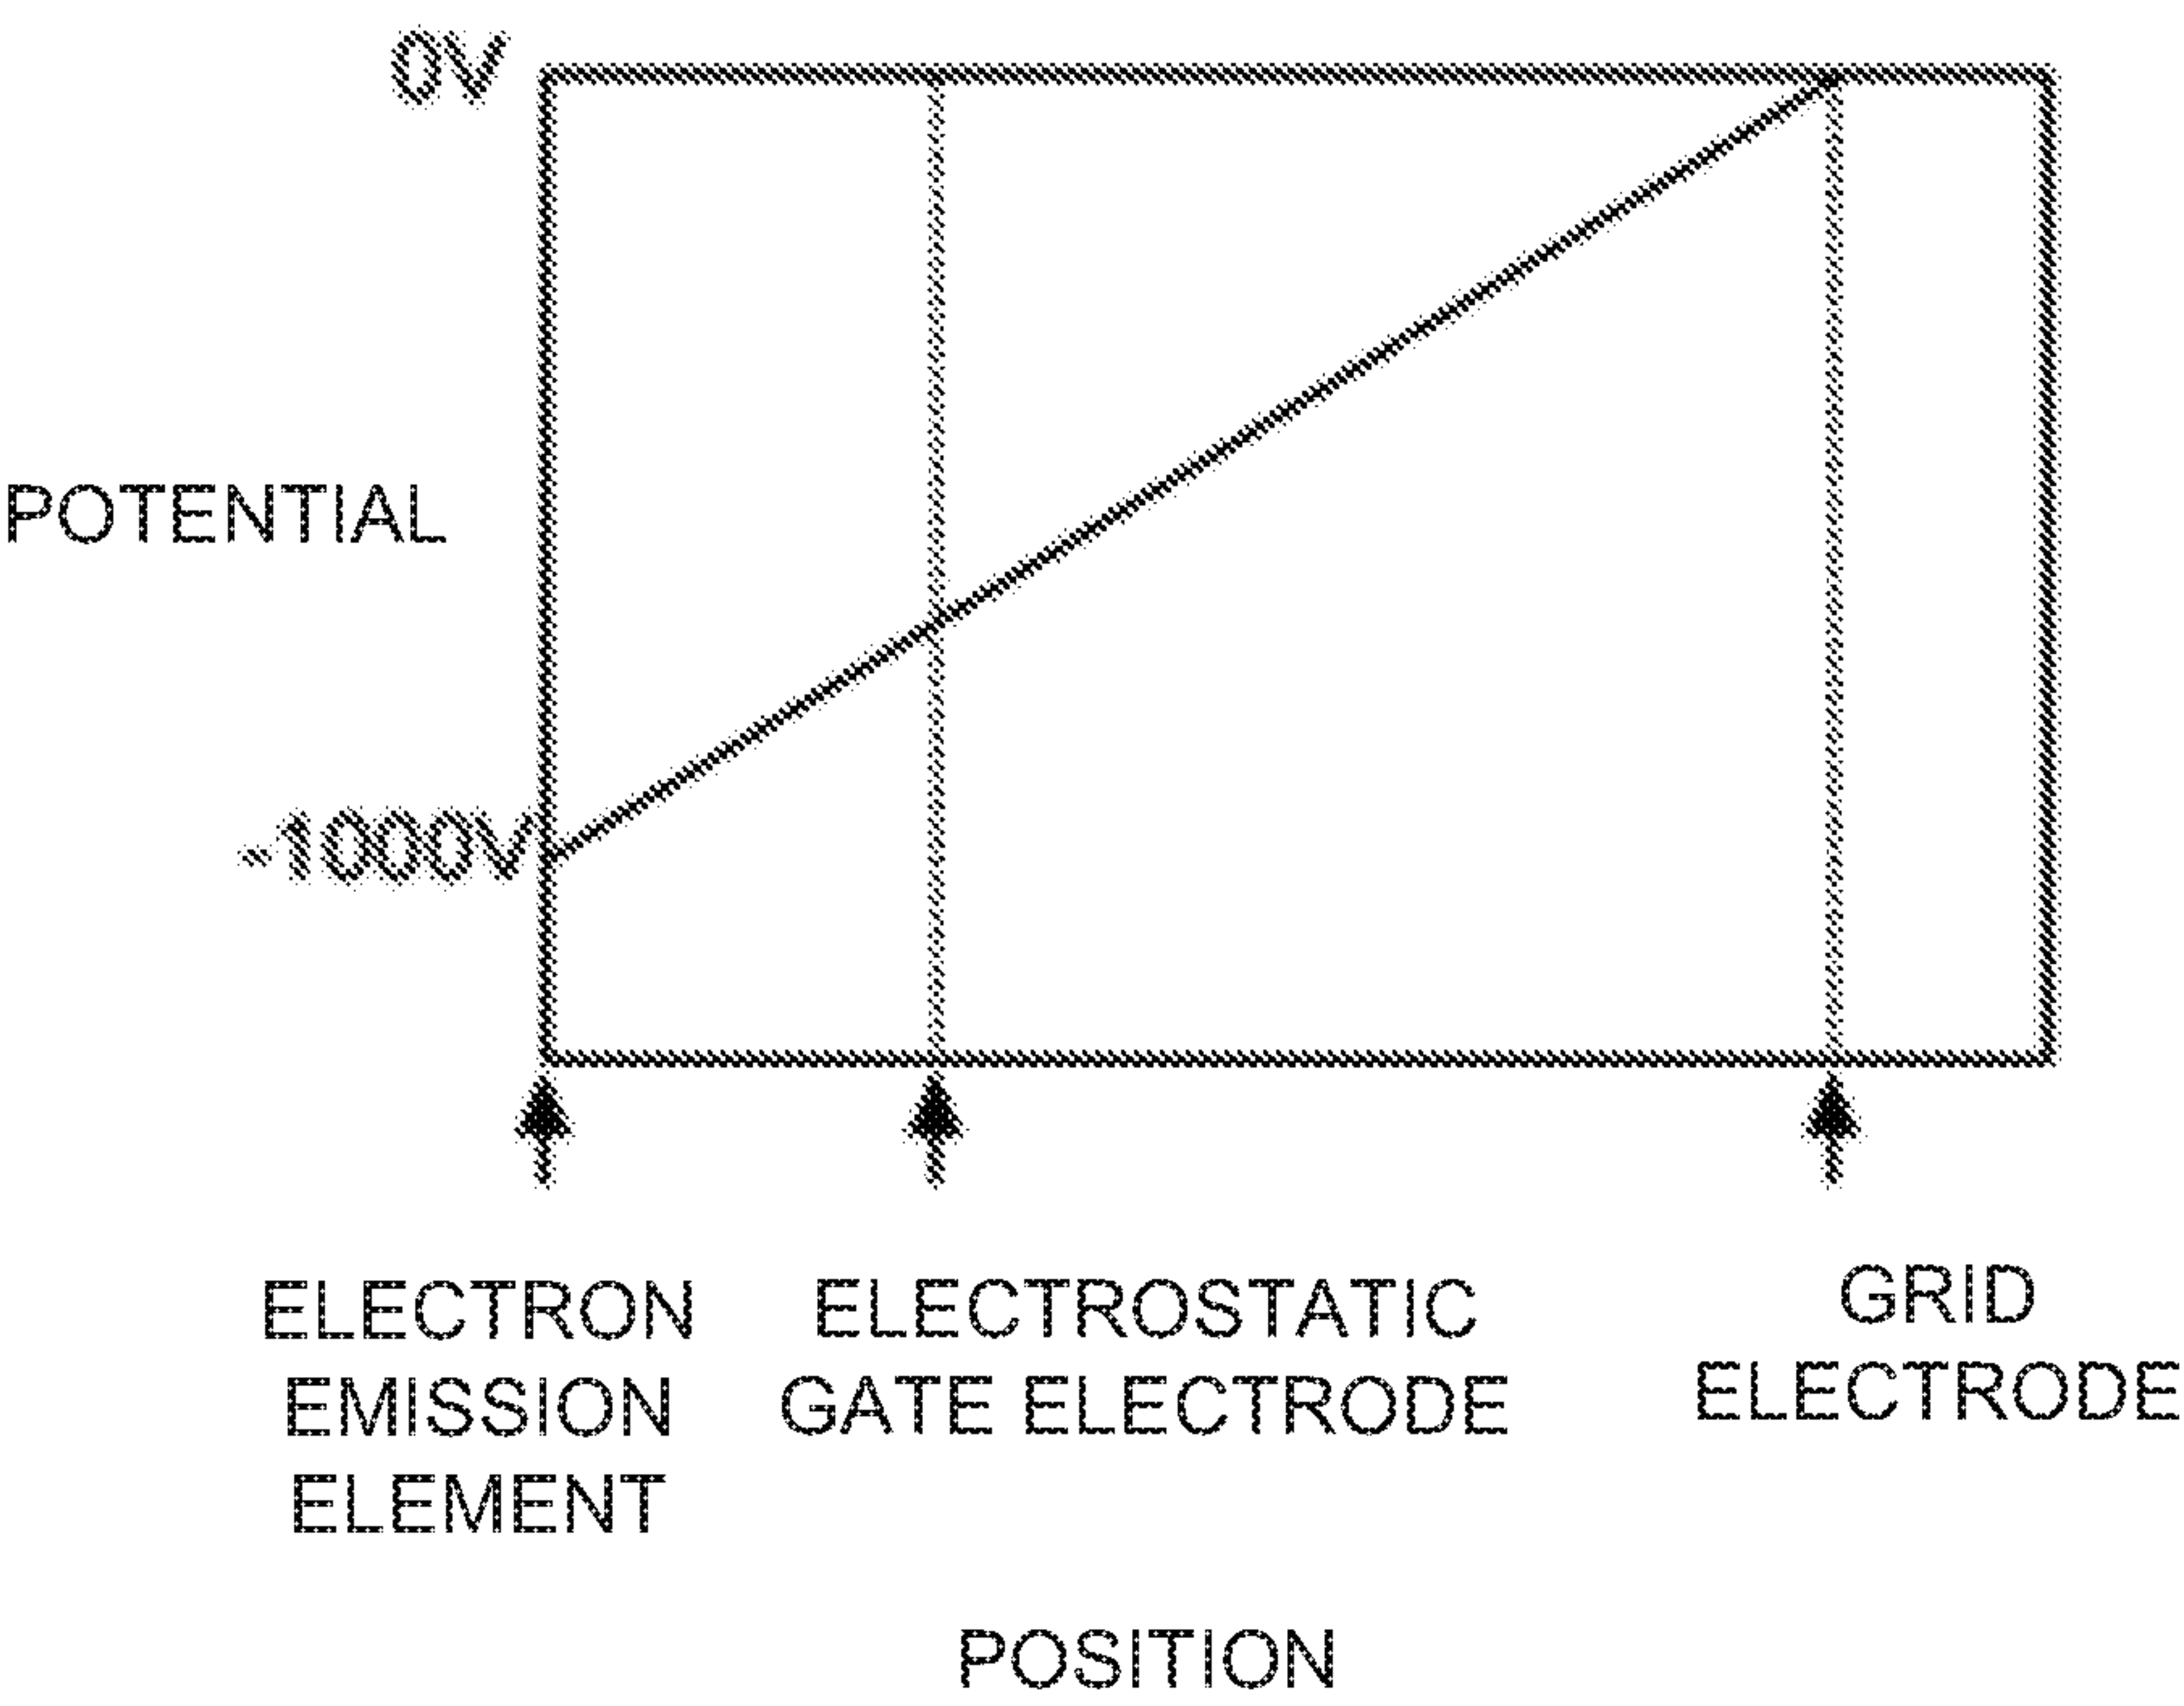 0V
POTENTIAL
-1000V
ELECTRON
EMISSION
ELEMENT
ELECTROSTATIC
GATE ELECTRODE
GRID
ELECTRODE
POSITION